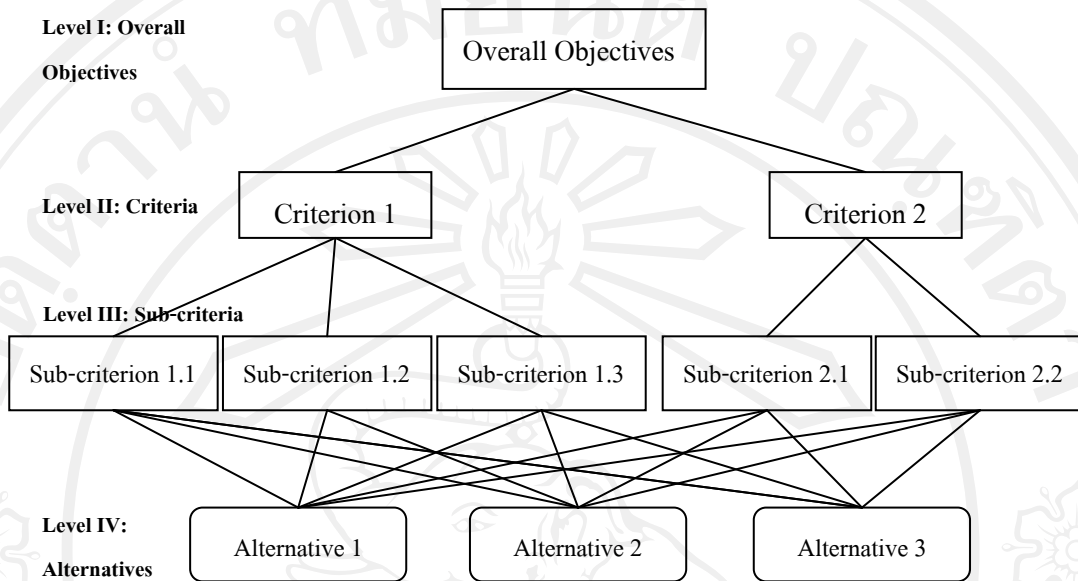 Level I: Overall
Objectives
Overall Objectives
Level II: Criteria
Criterion 1
Criterion 2
Level III: Sub-criteria
Sub-criterion 1.1
Sub-criterion 1.2
Sub-criterion 1.3
Sub-criterion 2.1
Sub-criterion 2.2
Level IV:
Alternatives
Alternative 1
Alternative 2
Alternative 3